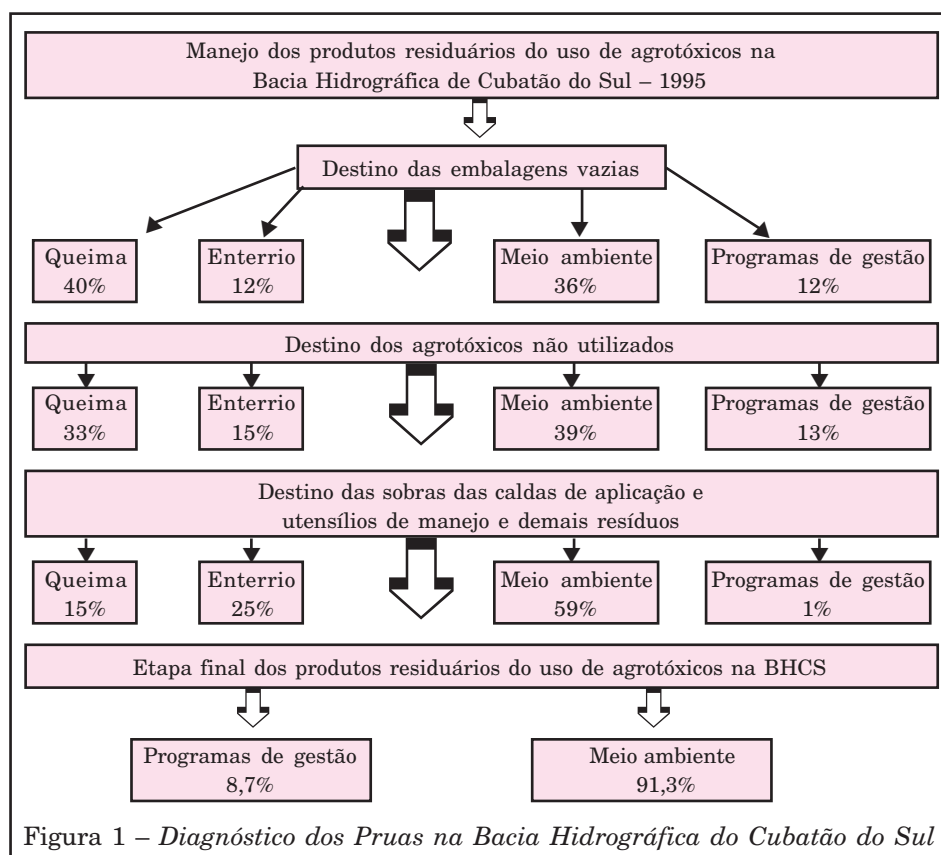 Manejo dos produtos residuários do uso de agrotóxicos na
Bacia Hidrográfica de Cubatão do Sul – 1995
Destino das embalagens vazias
Queima
40%
Enterrio
12%
Meio ambiente
36%
Programas de gestão
12%
Destino dos agrotóxicos não utilizados
Queima
33%
Enterrio
15%
Meio ambiente
39%
Programas de gestão
13%
Destino das sobras das caldas de aplicação e
utensílios de manejo e demais resíduos
Queima
15%
Enterrio
25%
Meio ambiente
59%
Programas de gestão
1%
Etapa final dos produtos residuários do uso de agrotóxicos na BHCS
Programas de gestão
8,7%
Meio ambiente
91,3%
Figura 1 – Diagnóstico dos Pruas na Bacia Hidrográfica do Cubatão do Sul